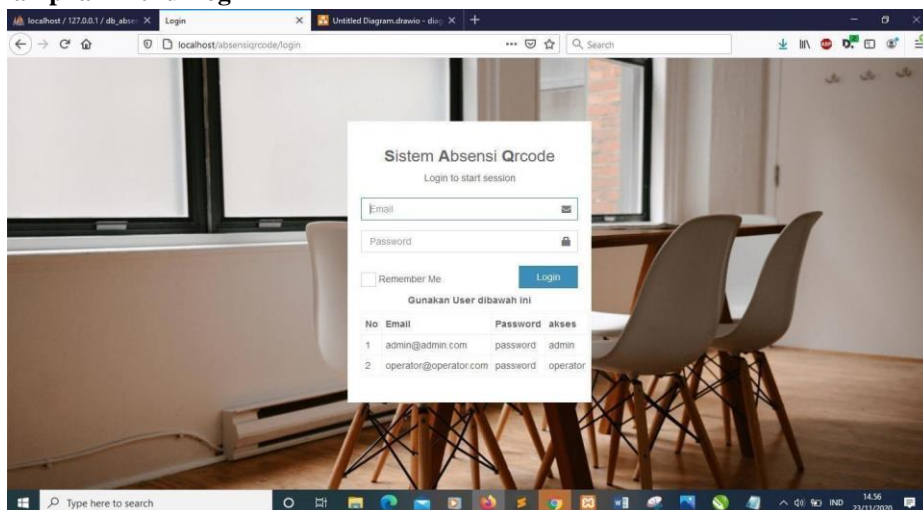 localhost / 127.0.0.1 / db_abser
Login
Untitled Diagram.drawio - diag
localhost/absensiqrcode/login
Search
Sistem Absensi Qrcode
Login to start session
Email
Password
Remember Me
Login
Gunakan User dibawah ini
No Email Password akses
1 admin@admin.com password admin
2 operator@operator.com password operator
Type here to search
IND
14.56
23/11/2020